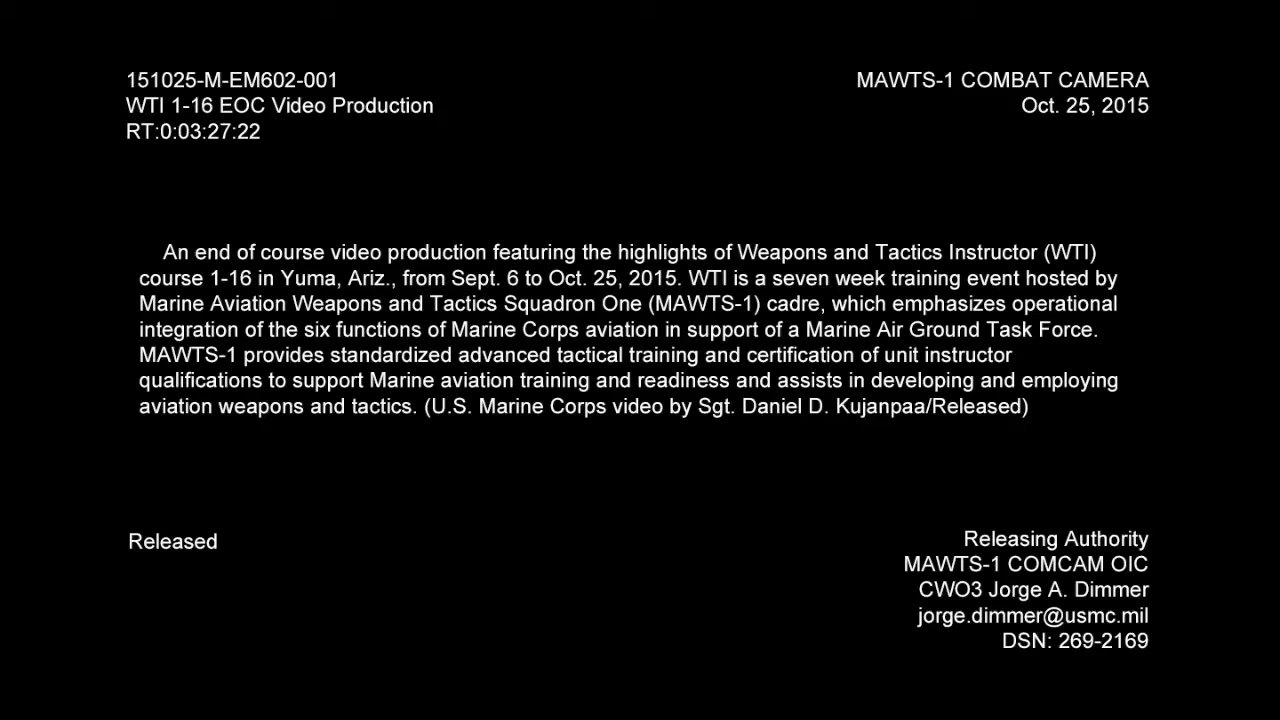 151025-M-EM602-001
WTI 1-16 EOC Video Production
RT:0:03:27:22
MAWTS-1 COMBAT CAMERA
Oct. 25, 2015
An end of course video production featuring the highlights of Weapons and Tactics Instructor (WTI)
course 1-16 in Yuma, Ariz., from Sept. 6 to Oct. 25, 2015. WTI is a seven week training event hosted by
Marine Aviation Weapons and Tactics Squadron One (MAWTS-1) cadre, which emphasizes operational
integration of the six functions of Marine Corps aviation in support of a Marine Air Ground Task Force.
MAWTS-1 provides standardized advanced tactical training and certification of unit instructor
qualifications to support Marine aviation training and readiness and assists in developing and employing
aviation weapons and tactics. (U.S. Marine Corps video by Sgt. Daniel D. Kujanpaa/Released)
Released
Releasing Authority
MAWTS-1 COMCAM OIC
CWO3 Jorge A. Dimmer
jorge.dimmer@usmc.mil
DSN: 269-2169